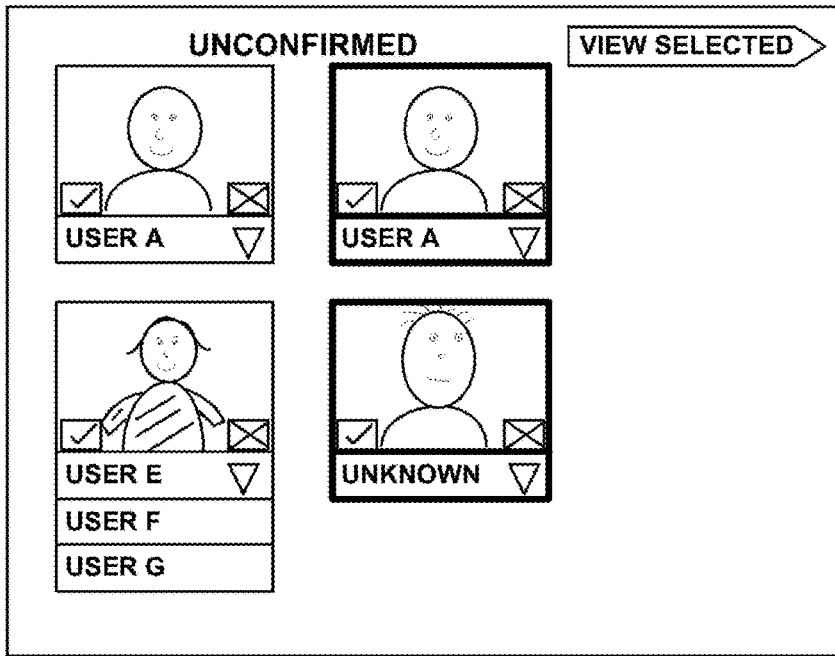 UNCONFIRMED
VIEW SELECTED
USER A
USER A
USER E
USER F
USER G
UNKNOWN